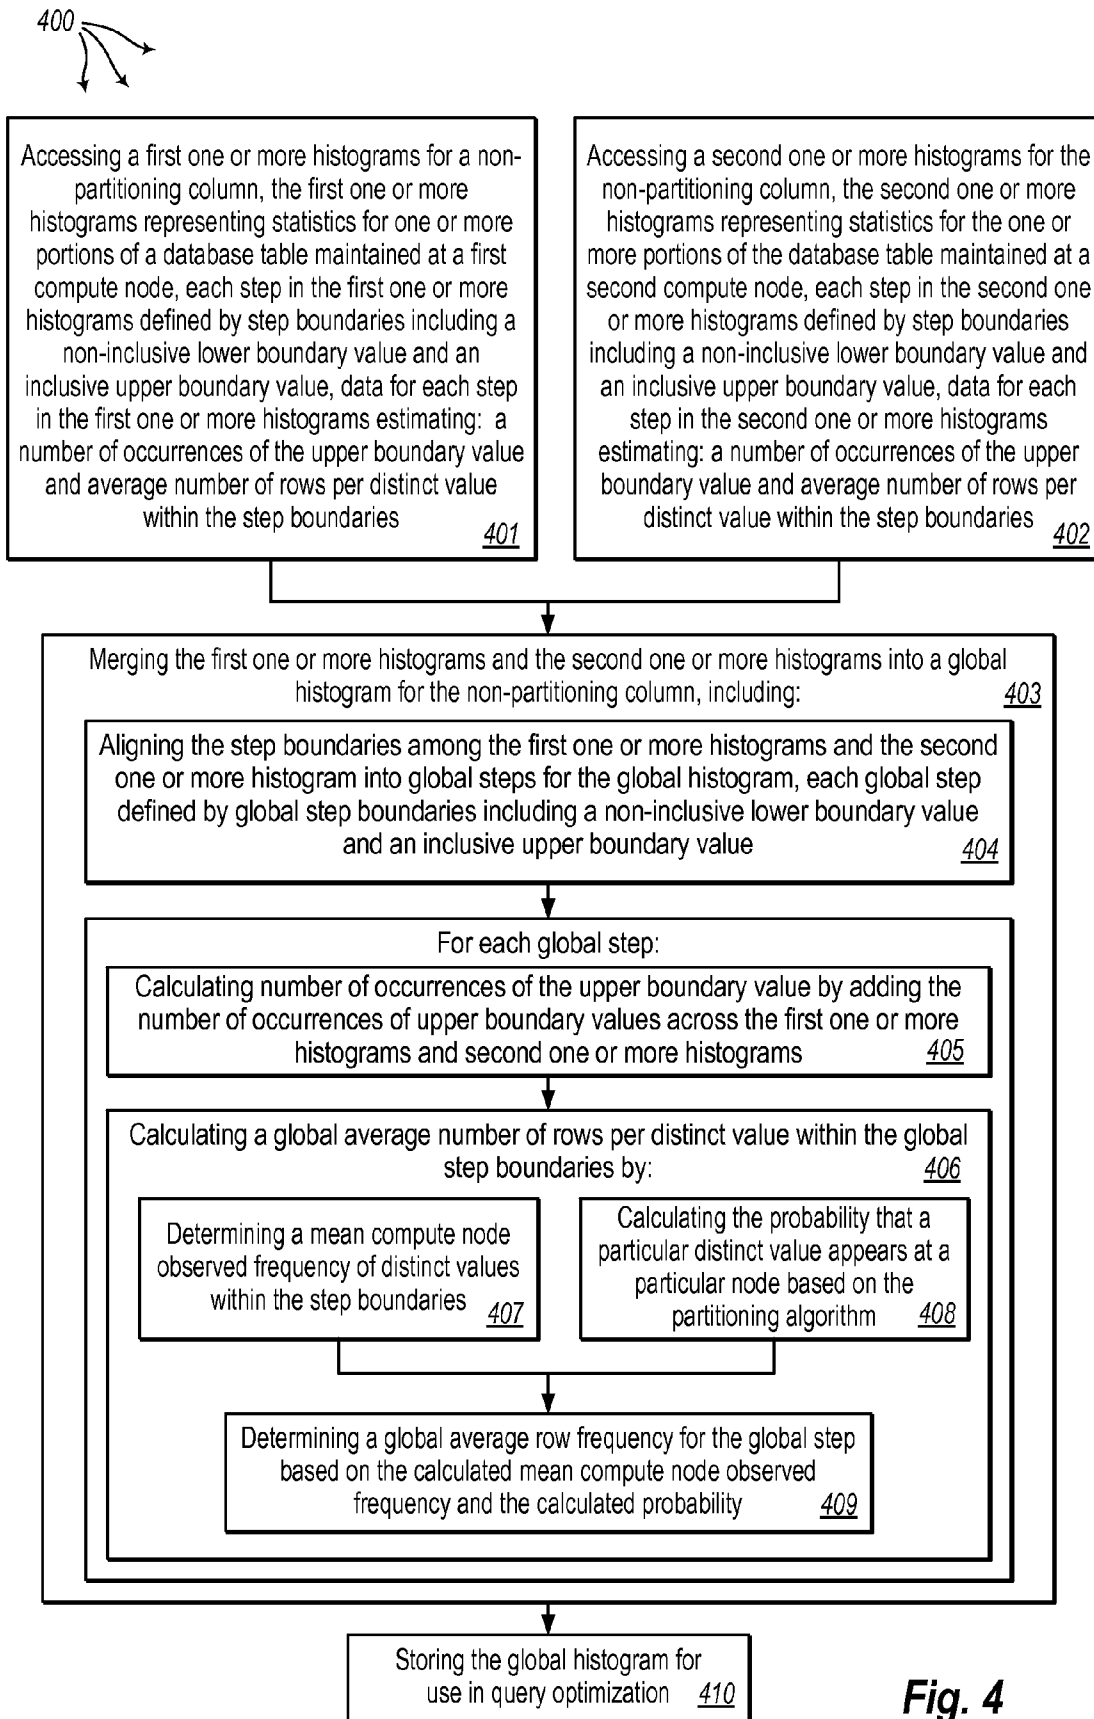 400
Accessing a first one or more histograms for a non-
partitioning column, the first one or more
histograms representing statistics for one or more
portions of a database table maintained at a first
compute node, each step in the first one or more
histograms defined by step boundaries including a
non-inclusive lower boundary value and an
inclusive upper boundary value, data for each step
in the first one or more histograms estimating: a
number of occurrences of the upper boundary value
and average number of rows per distinct value
within the step boundaries
401
Accessing a second one or more histograms for the
non-partitioning column, the second one or more
histograms representing statistics for the one or
more portions of the database table maintained at a
second compute node, each step in the second one
or more histograms defined by step boundaries
including a non-inclusive lower boundary value and
an inclusive upper boundary value, data for each
step in the second one or more histograms
estimating: a number of occurrences of the upper
boundary value and average number of rows per
distinct value within the step boundaries
402
Merging the first one or more histograms and the second one or more histograms into a global
histogram for the non-partitioning column, including:
403
Aligning the step boundaries among the first one or more histograms and the second
one or more histogram into global steps for the global histogram, each global step
defined by global step boundaries including a non-inclusive lower boundary value
and an inclusive upper boundary value
404
For each global step:
Calculating number of occurrences of the upper boundary value by adding the
number of occurrences of upper boundary values across the first one or more
histograms and second one or more histograms
405
Calculating a global average number of rows per distinct value within the global
step boundaries by:
406
Determining a mean compute node
observed frequency of distinct values
within the step boundaries
407
Calculating the probability that a
particular distinct value appears at a
particular node based on the
partitioning algorithm
408
Determining a global average row frequency for the global step
based on the calculated mean compute node observed
frequency and the calculated probability
409
Storing the global histogram for
use in query optimization
410
Fig. 4